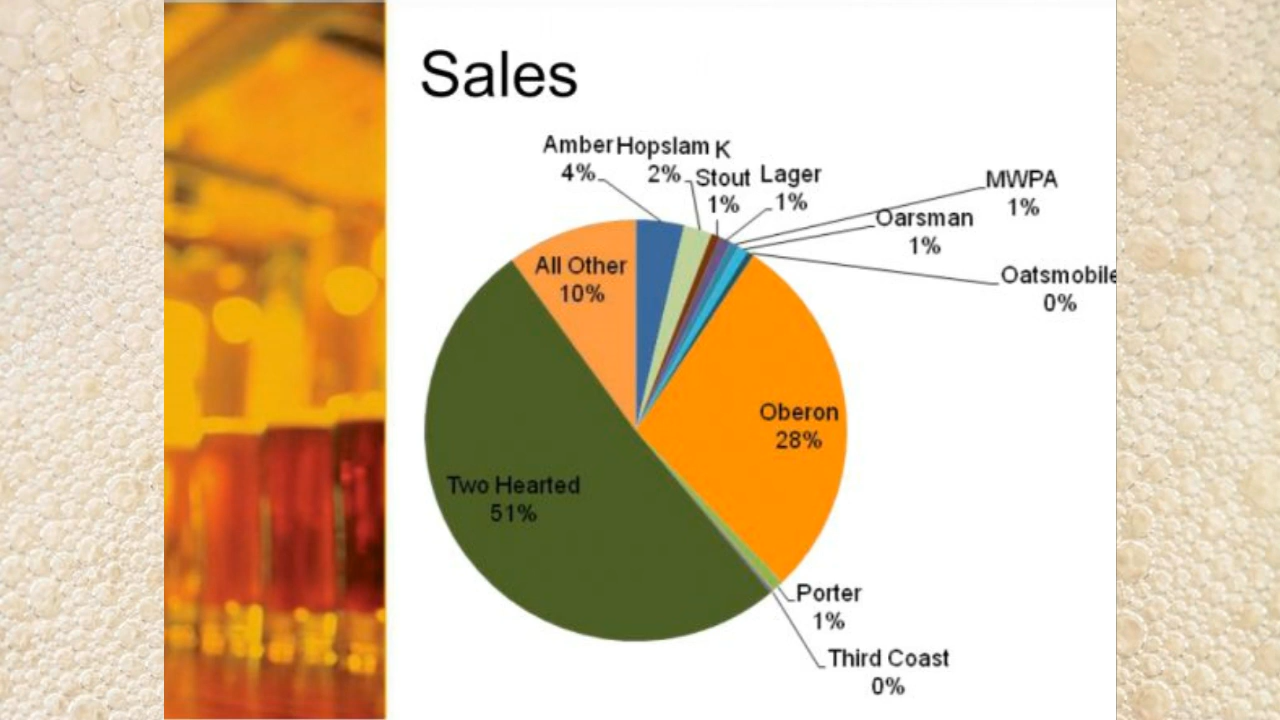 Sales
Amber
4%
Hopslam
2%
K
Stout
1%
Lager
1%
MWPA
1%
Oarsman
1%
Oatsmobile
0%
Oberon
28%
Porter
1%
Third Coast
0%
Two Hearted
51%
All Other
10%